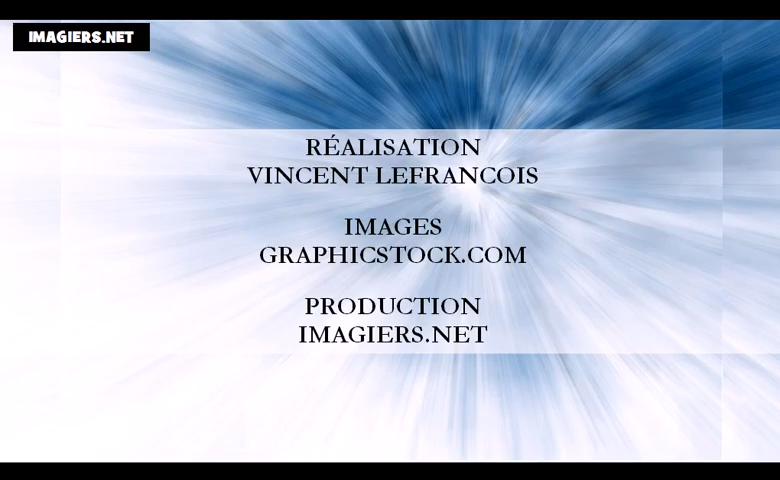 IMAGIERS.NET
RÉALISATION
VINCENT LEFRANCOIS
IMAGES
GRAPHICSTOCK.COM
PRODUCTION
IMAGIERS.NET